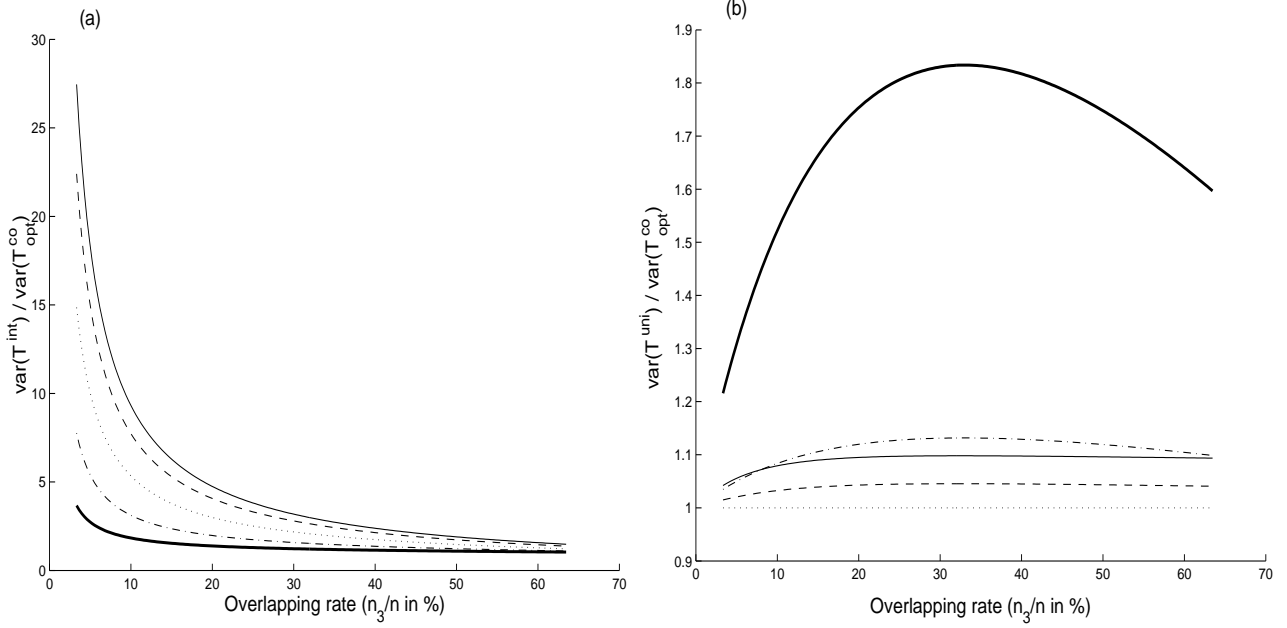 (a)
30
25
20
15
10
5
0
0 10 20 30 40 50 60 70
var(T^int) / var(T^co_opt)
Overlapping rate (n_3/n in %)
(b)
1.9
1.8
1.7
1.6
1.5
1.4
1.3
1.2
1.1
1
0.9
0 10 20 30 40 50 60 70
var(T^uni) / var(T^co_opt)
Overlapping rate (n_3/n in %)